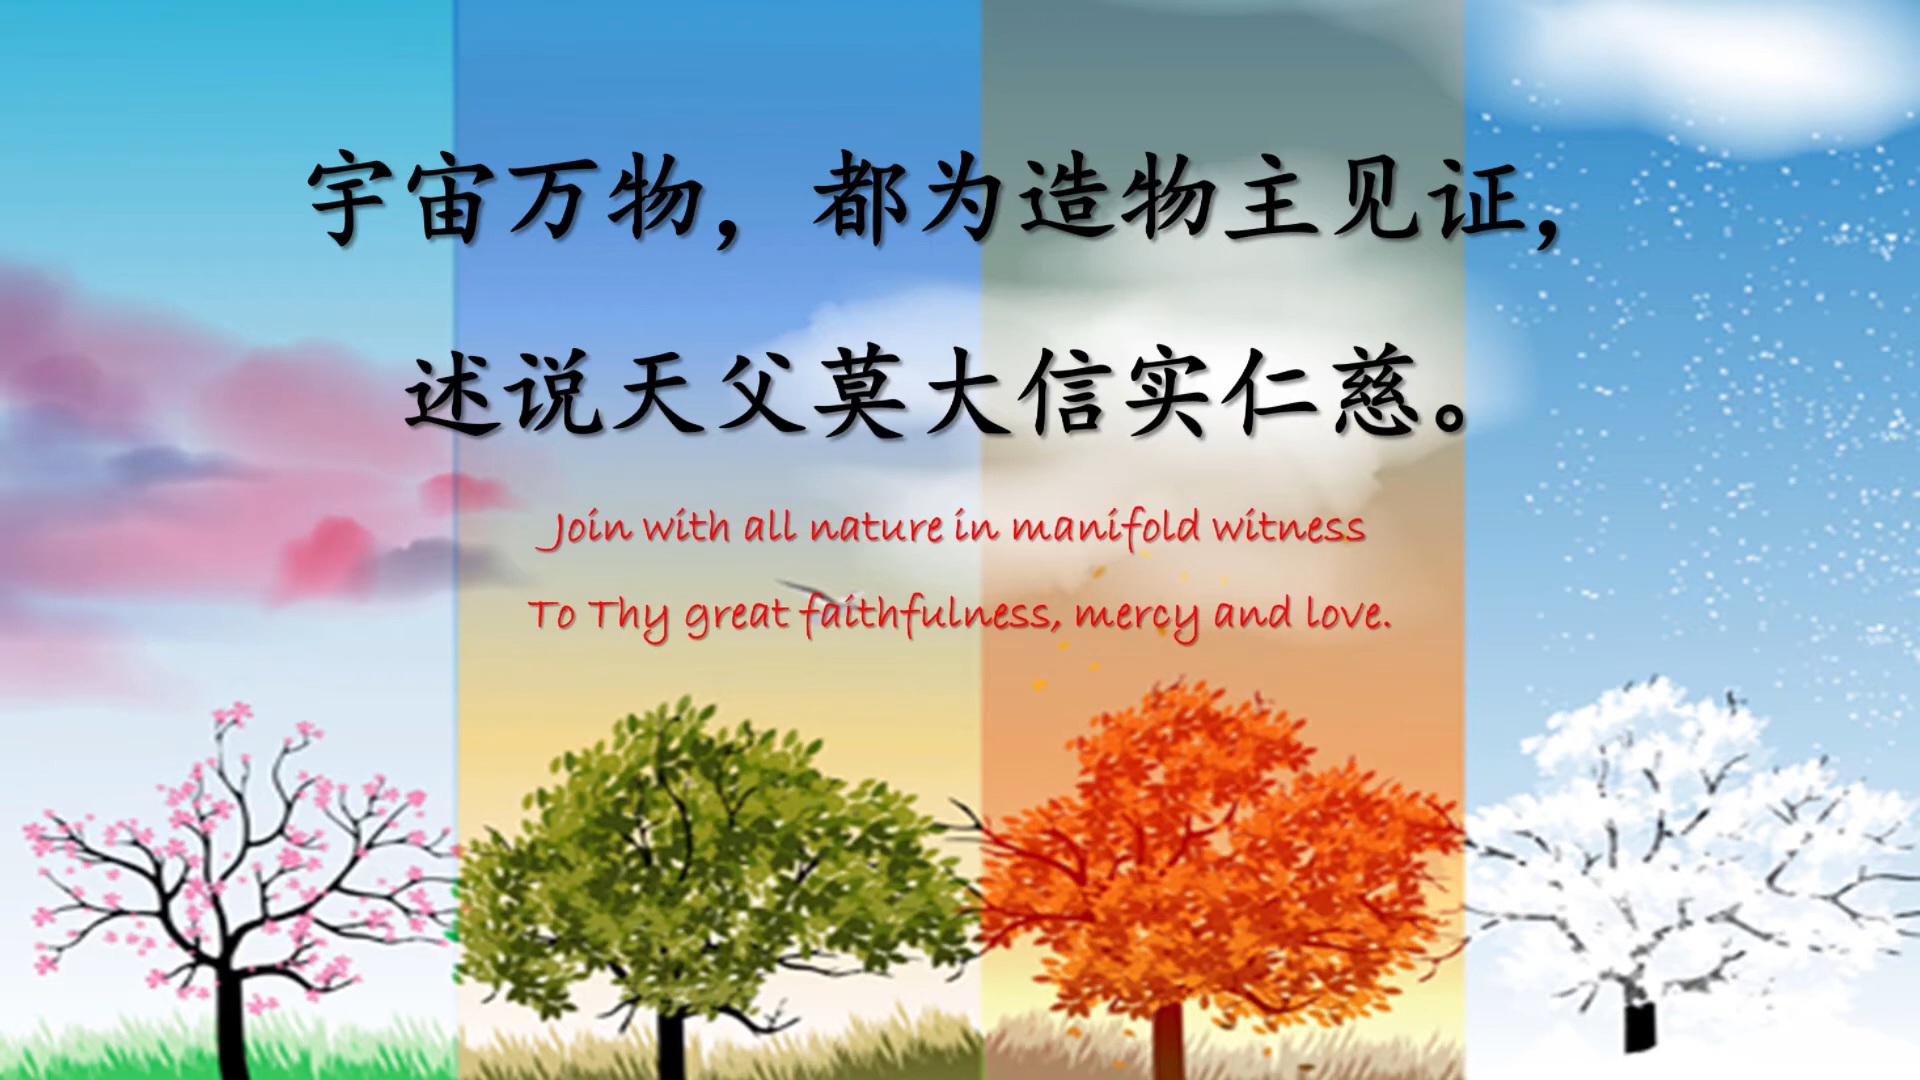 宇宙万物，都为造物主见证，
述说天父莫大信实仁慈。
Join with all nature in manifold witness
To Thy great faithfulness, mercy and love.